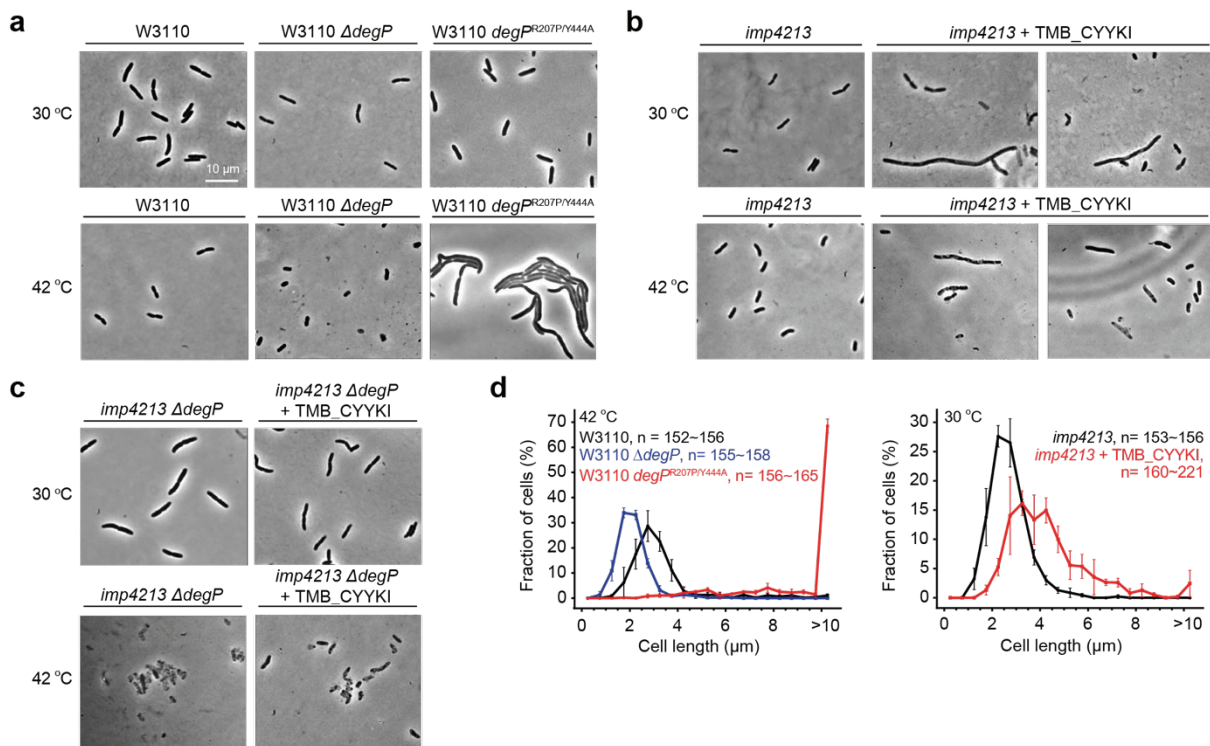 a
W3110
W3110 ΔdegP
W3110 degP^R207P/Y444A
30 °C
10 µm
W3110
W3110 ΔdegP
W3110 degP^R207P/Y444A
42 °C
b
imp4213
imp4213 + TMB_CYYKI
30 °C
imp4213
imp4213 + TMB_CYYKI
42 °C
c
imp4213 ΔdegP
imp4213 ΔdegP
+ TMB_CYYKI
30 °C
imp4213 ΔdegP
imp4213 ΔdegP
+ TMB_CYYKI
42 °C
d
42 °C
W3110, n = 152~156
W3110 ΔdegP, n= 155~158
W3110 degP^R207P/Y444A, n= 156~165
Fraction of cells (%)
70
60
50
40
30
20
10
0
0 2 4 6 8 >10
Cell length (µm)
30 °C
imp4213, n= 153~156
imp4213 + TMB_CYYKI,
n= 160~221
Fraction of cells (%)
35
30
25
20
15
10
5
0
0 2 4 6 8 >10
Cell length (µm)